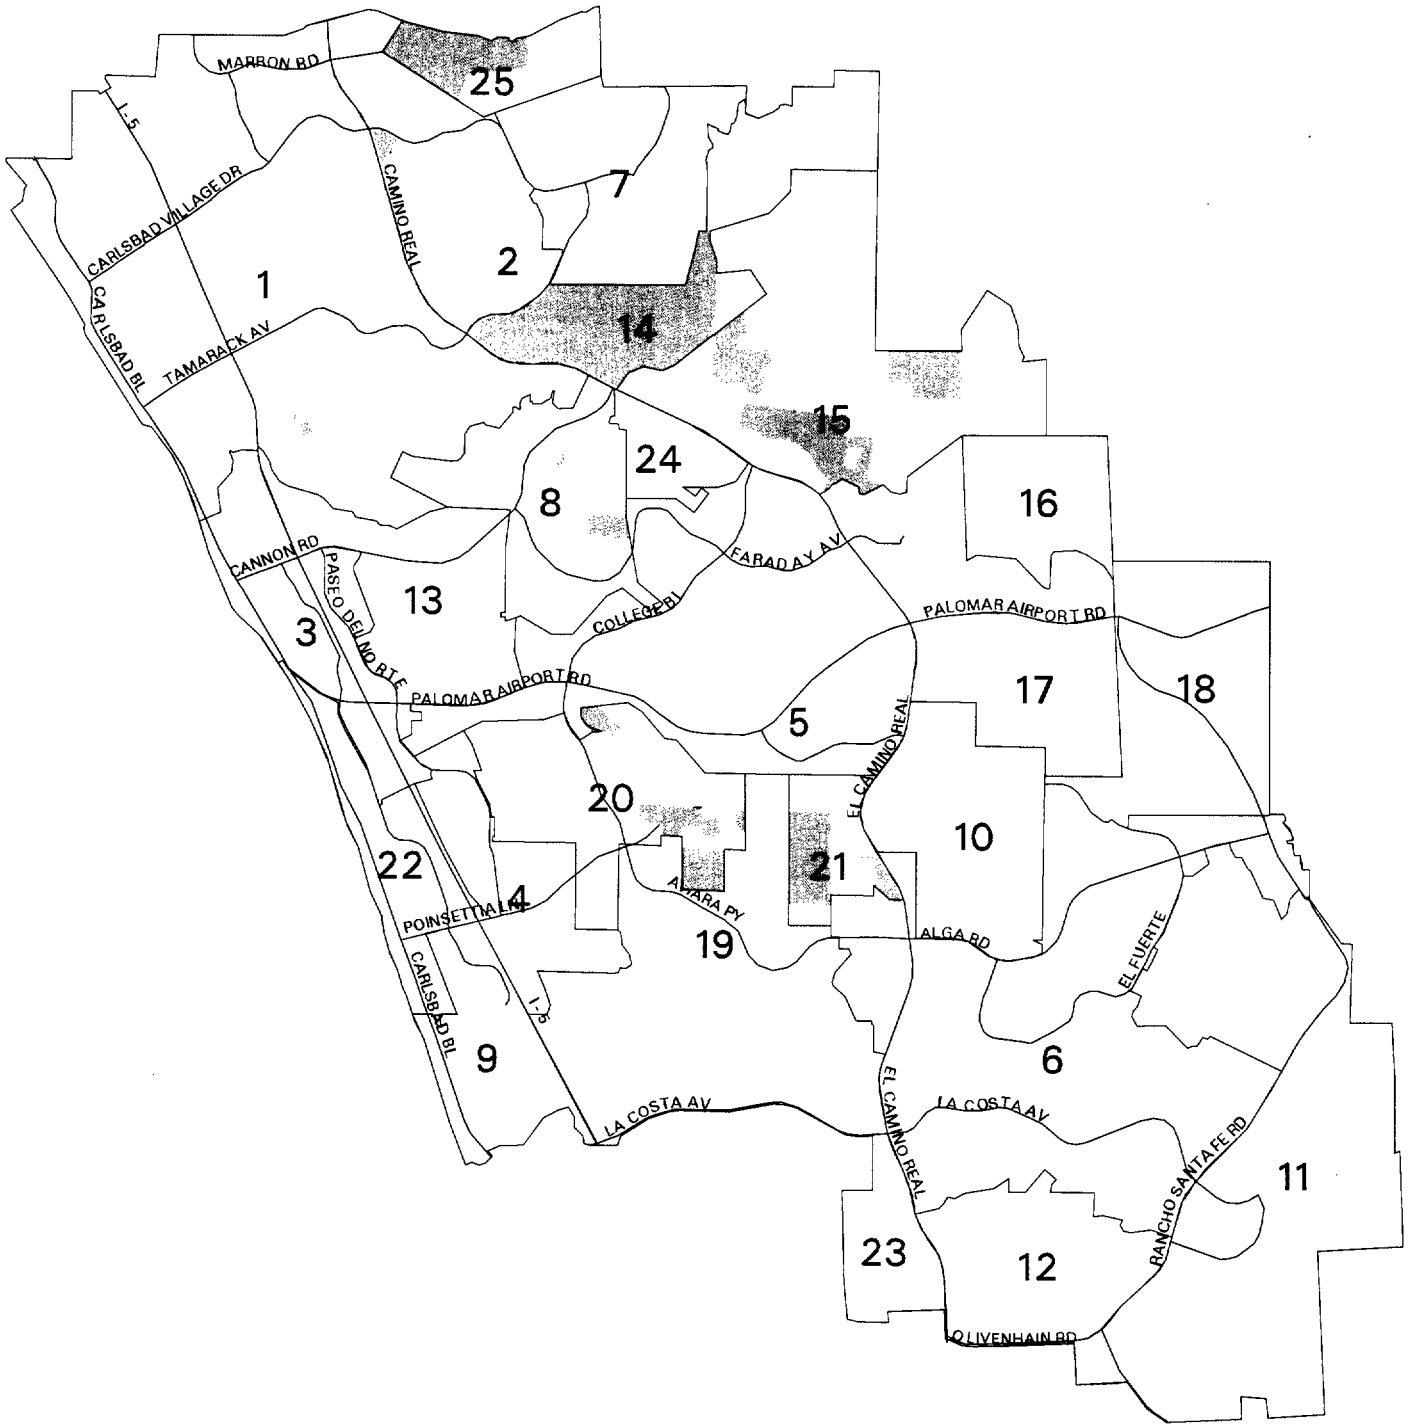 MARRON RD
25
I-5
7
CAMINO REAL
CARLSBAD VILLAGE DR
2
1
CARLSBAD BL
TAMARACK AV
14
15
24
16
8
FARADAY AV
CANNON RD
PASEO DEL NORTE
13
COLLEGE BL
PALOMAR AIRPORT RD
3
PALOMAR AIRPORT RD
17
18
5
EL CAMINO REAL
20
10
22
21
4
POINSETTIA LN
19
ALGA RD
EL FUERTE
CARLSBAD BL
I-5
9
6
LA COSTA AV
LA COSTA AV
EL CAMINO REAL
RANCHO SANTA FE RD
11
23
12
OLIVENHAIN RD